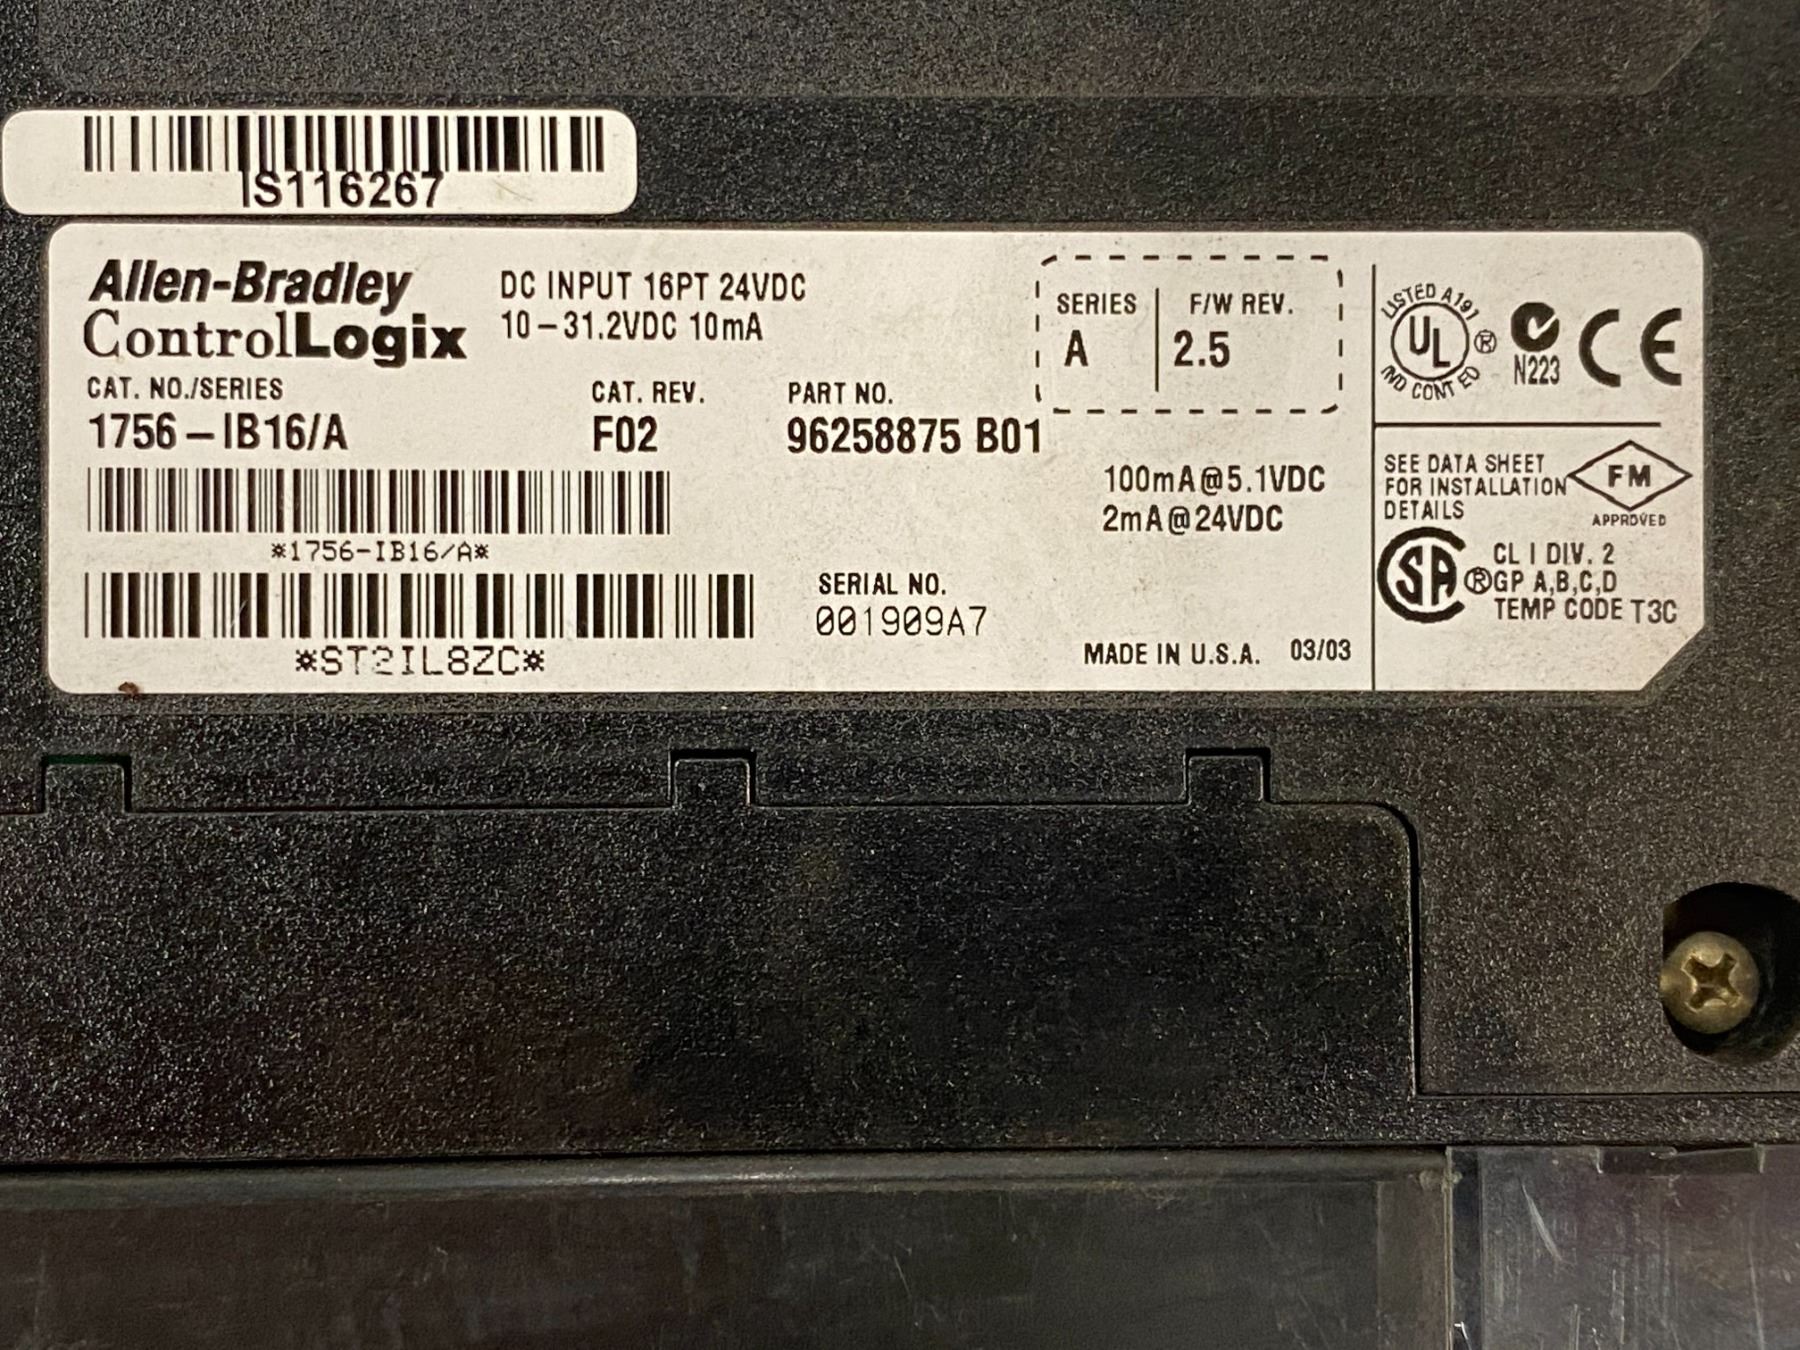 IS116267
Allen-Bradley
ControlLogix
DC INPUT 16PT 24VDC
10-31.2VDC 10mA
SERIES F/W REV.
A 2.5
CAT. NO./SERIES CAT. REV. PART NO.
1756-IB16/A F02 96258875 B01
*1756-IB16/A*
100mA@5.1VDC
2mA@24VDC
*ST2IL8ZC*
SERIAL NO.
001909A7
MADE IN U.S.A. 03/03
LISTED A191
UL ®
IND CONT EQ
N223
CE
SEE DATA SHEET
FOR INSTALLATION
DETAILS
FM
APPROVED
SA ®
CL I DIV. 2
GP A,B,C,D
TEMP CODE T3C